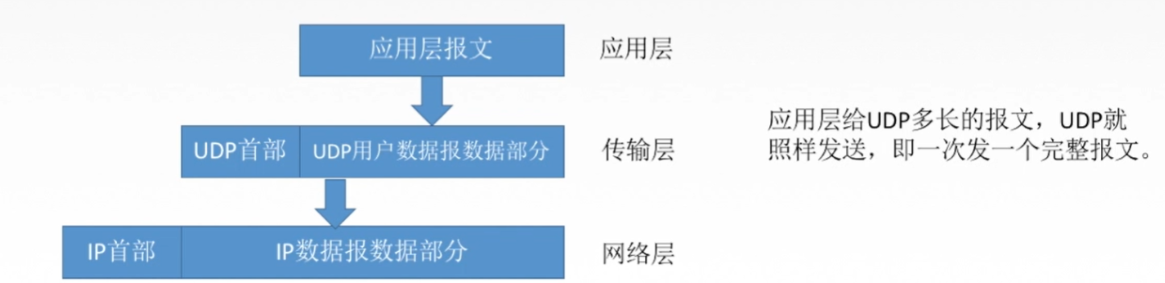 应用层报文
应用层
UDP首部
UDP用户数据报数据部分
传输层
应用层给UDP多长的报文，UDP就
照样发送，即一次发一个完整报文。
IP首部
IP数据报数据部分
网络层